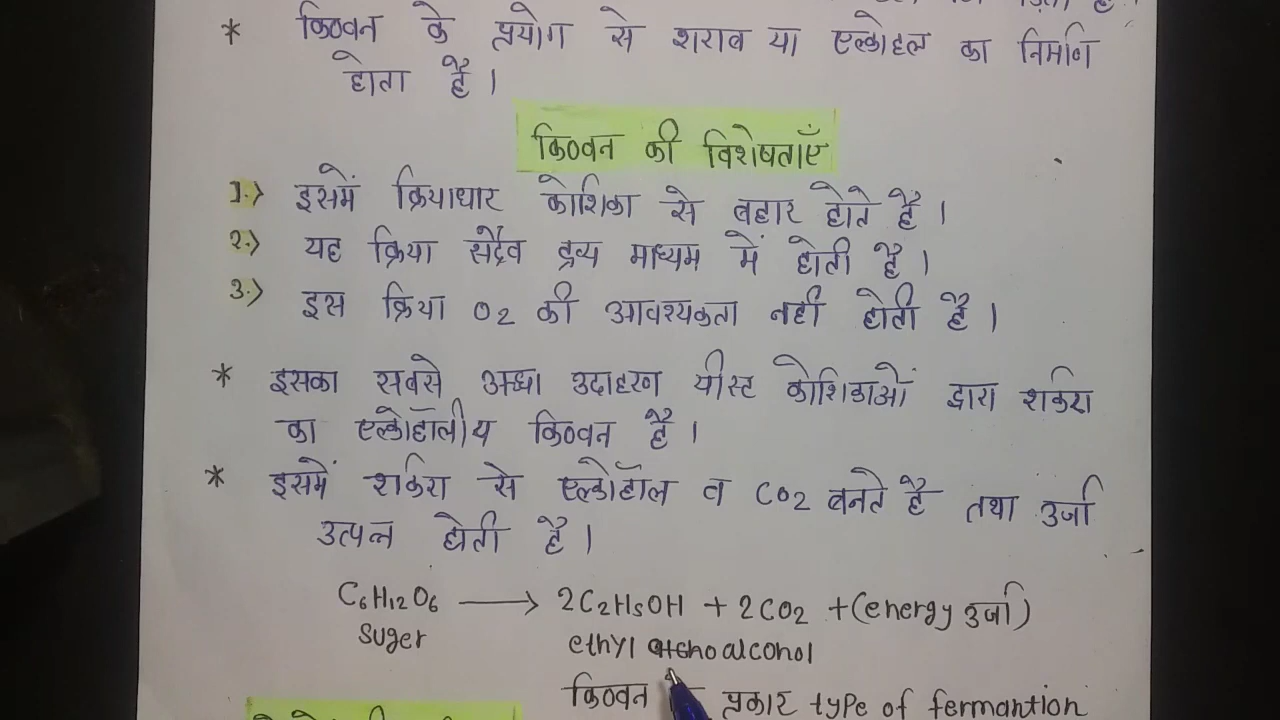 * किण्वन के प्रयोग से शराब या एल्कोहल का निर्माण
होता है।
किण्वन की विशेषताएँ
1.) इसमें क्रियाधार कोशिका से बहार होते है।
2.) यह क्रिया सदैव द्रव्य माध्यम में होती है।
3.) इस क्रिया O2 की आवश्यकता नही होती है।
* इसका सबसे अच्छा उदाहरण यीस्ट कोशिकाओं द्वारा शर्करा
का एल्कोहॉलीय किण्वन है।
* इसमें शर्करा से एल्कोहॉल व CO2 बनते है तथा उर्जा
उत्पन्न होती है।
C6H12O6 → 2C2H5OH + 2CO2 + (energy उर्जा)
suger ethyl alcohol
किण्वन प्रकार type of fermantion